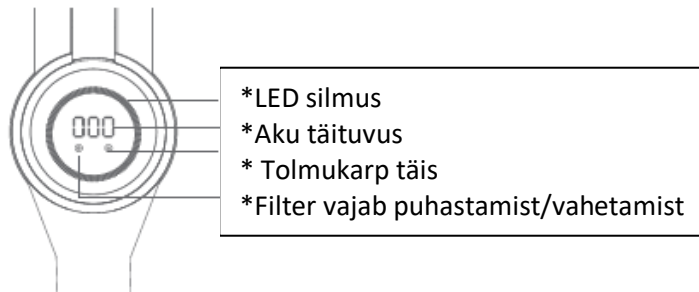 000
*LED silmus
*Aku täituvus
* Tolmukarp täis
*Filter vajab puhastamist/vahetamist